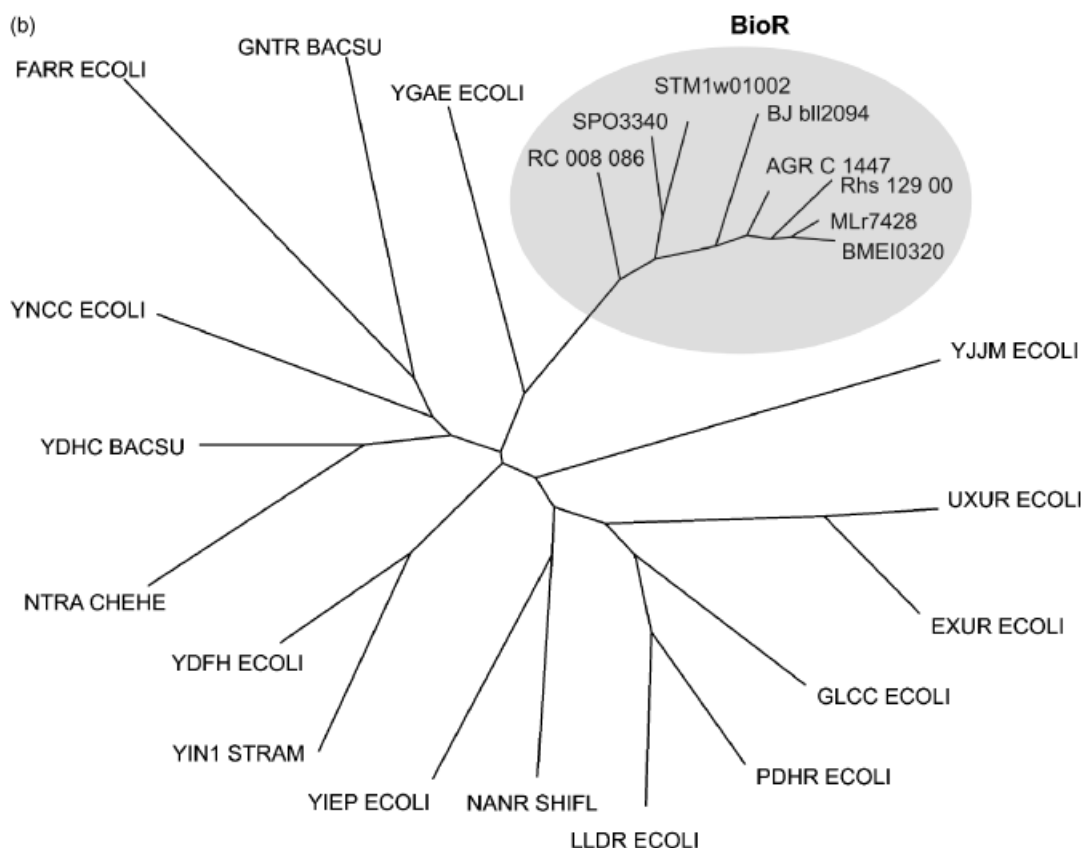 (b)
BioR
GNTR BACSU
FARR ECOLI
YGAE ECOLI
STM1w01002
SPO3340
BJ bll2094
RC 008 086
AGR C 1447
Rhs 129 00
MLr7428
BMEI0320
YNCC ECOLI
YJJM ECOLI
YDHC BACSU
UXUR ECOLI
NTRA CHEHE
EXUR ECOLI
YDFH ECOLI
GLCC ECOLI
YIN1 STRAM
PDHR ECOLI
YIEP ECOLI
NANR SHIFL
LLDR ECOLI